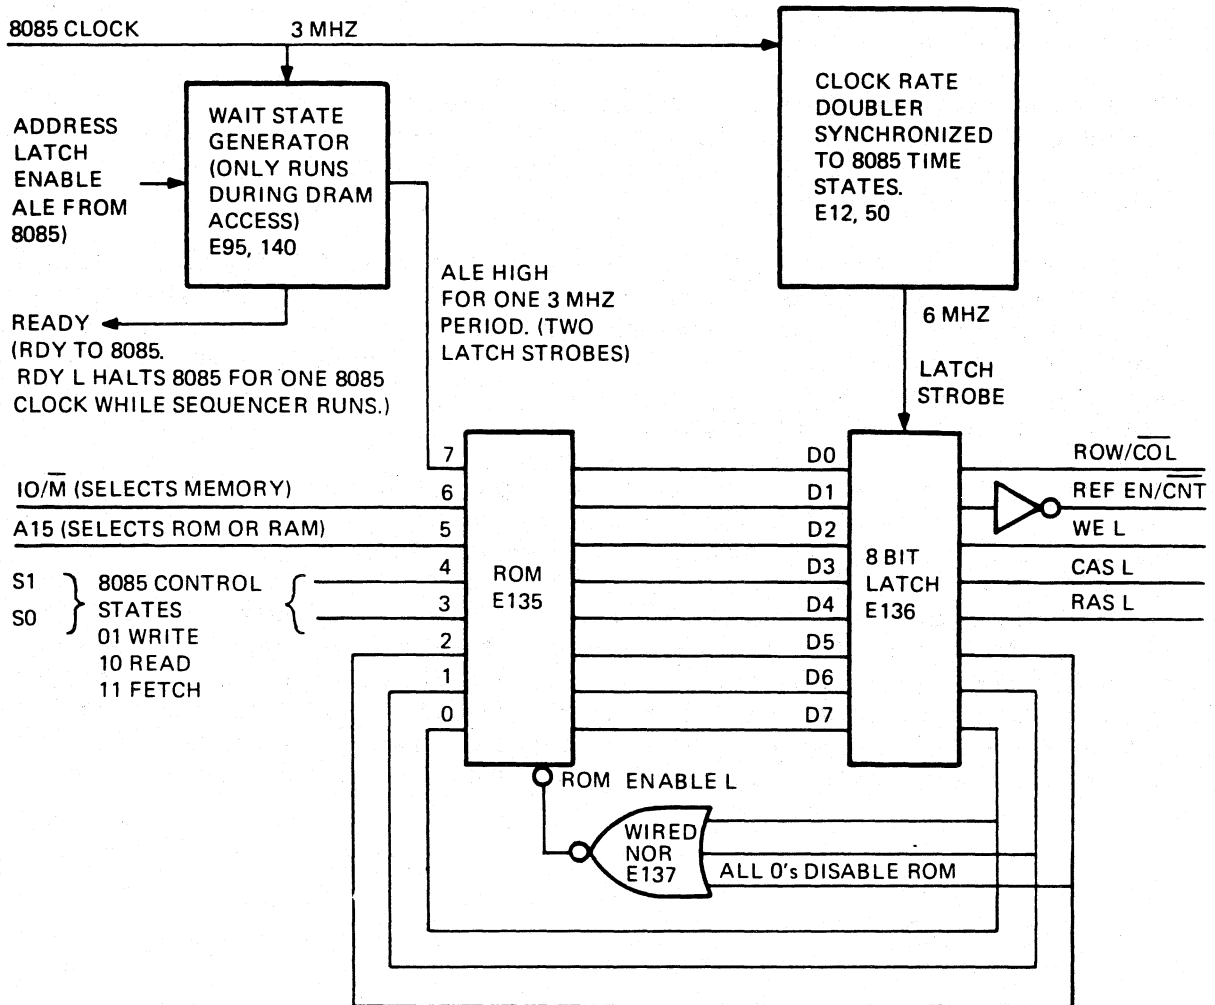 8085 CLOCK
3 MHZ
CLOCK RATE
DOUBLER
SYNCHRONIZED
TO 8085 TIME
STATES.
E12, 50
WAIT STATE
GENERATOR
(ONLY RUNS
DURING DRAM
ACCESS)
E95, 140
ADDRESS
LATCH
ENABLE
ALE FROM
8085)
ALE HIGH
FOR ONE 3 MHZ
PERIOD. (TWO
LATCH STROBES)
6 MHZ
LATCH
STROBE
READY
(RDY TO 8085.
RDY L HALTS 8085 FOR ONE 8085
CLOCK WHILE SEQUENCER RUNS.)
7
D0
ROW/C̅O̅L̅
IO/M̅ (SELECTS MEMORY)
6
D1
REF EN/C̅N̅T̅
A15 (SELECTS ROM OR RAM)
5
D2
WE L
4
D3
CAS L
3
D4
RAS L
2
D5
1
D6
0
D7
S1
S0
8085 CONTROL
STATES
01 WRITE
10 READ
11 FETCH
ROM
E135
8 BIT
LATCH
E136
ROM ENABLE L
WIRED
NOR
E137
ALL 0's DISABLE ROM